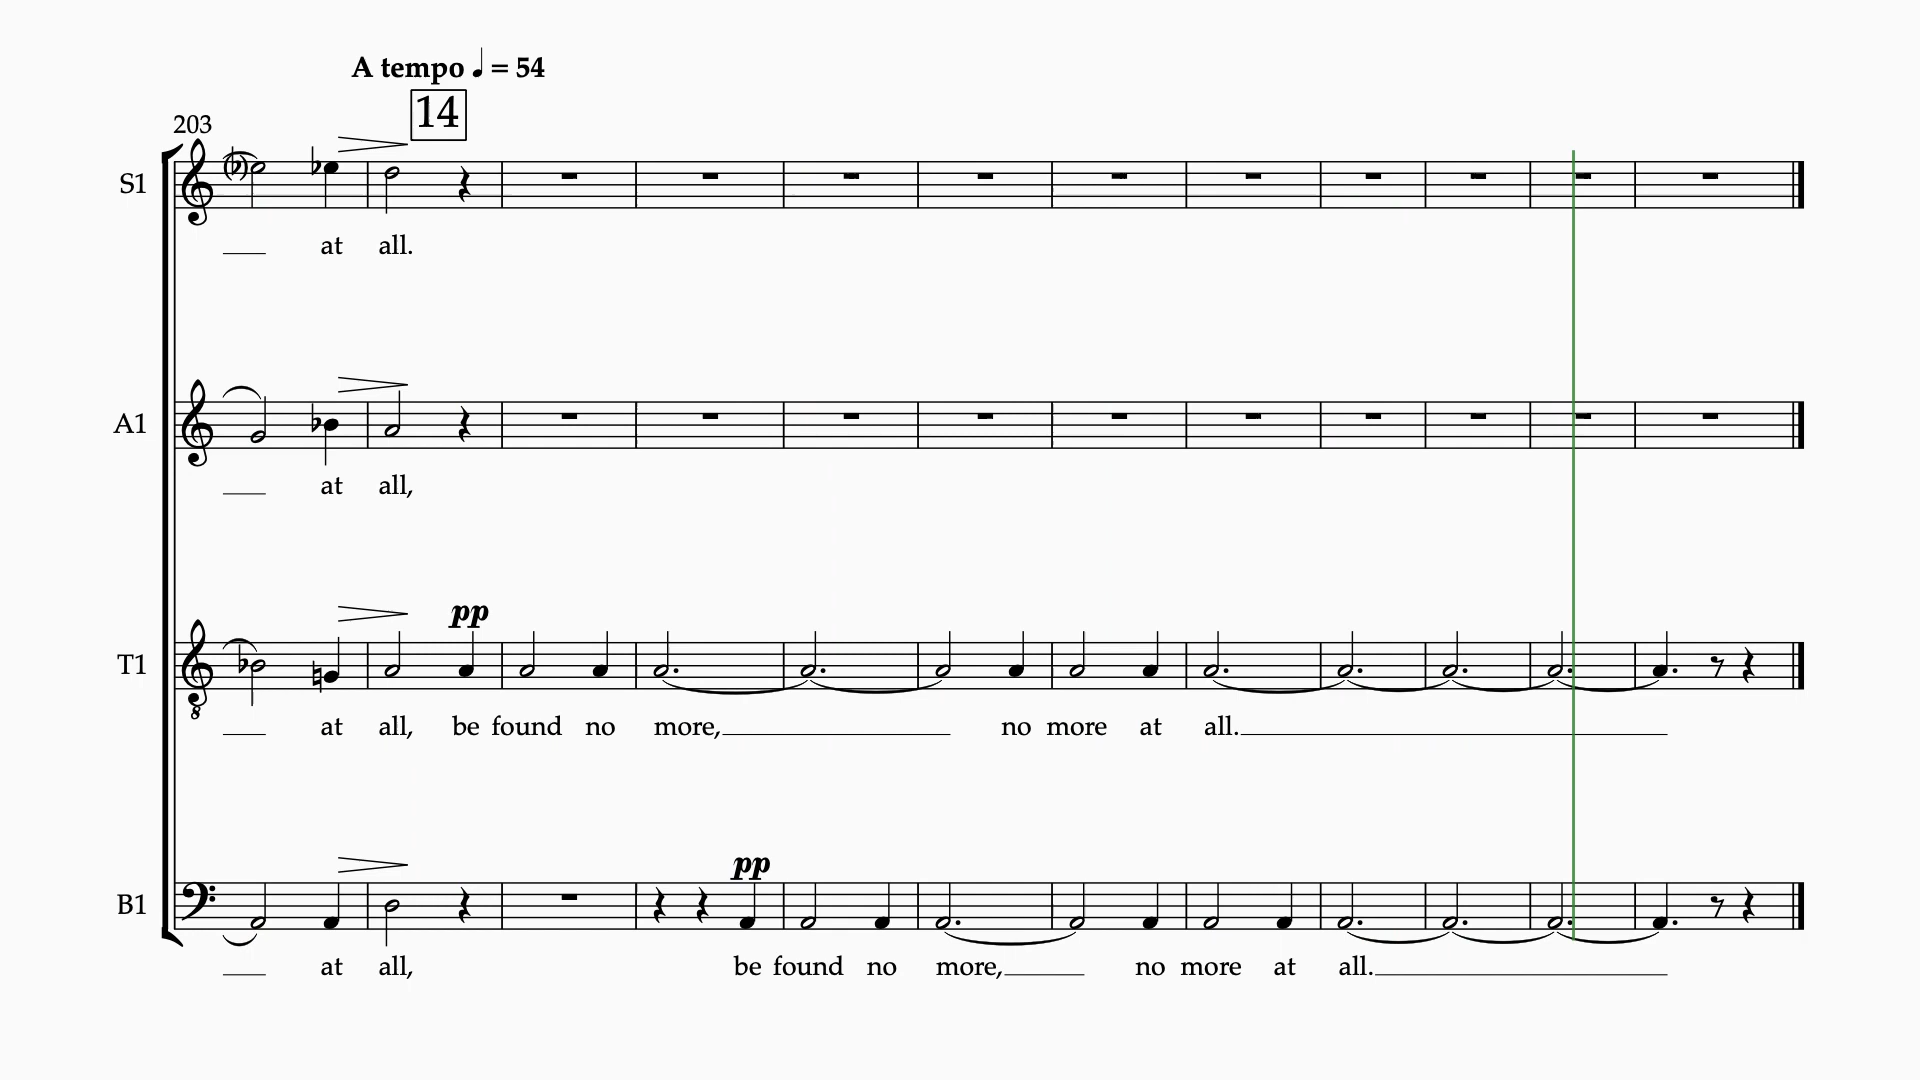 A tempo ♩ = 54
14
203
S1
at all.
A1
at all,
pp
T1
8
at all, be found no more, no more at all.
pp
B1
at all, be found no more, no more at all.